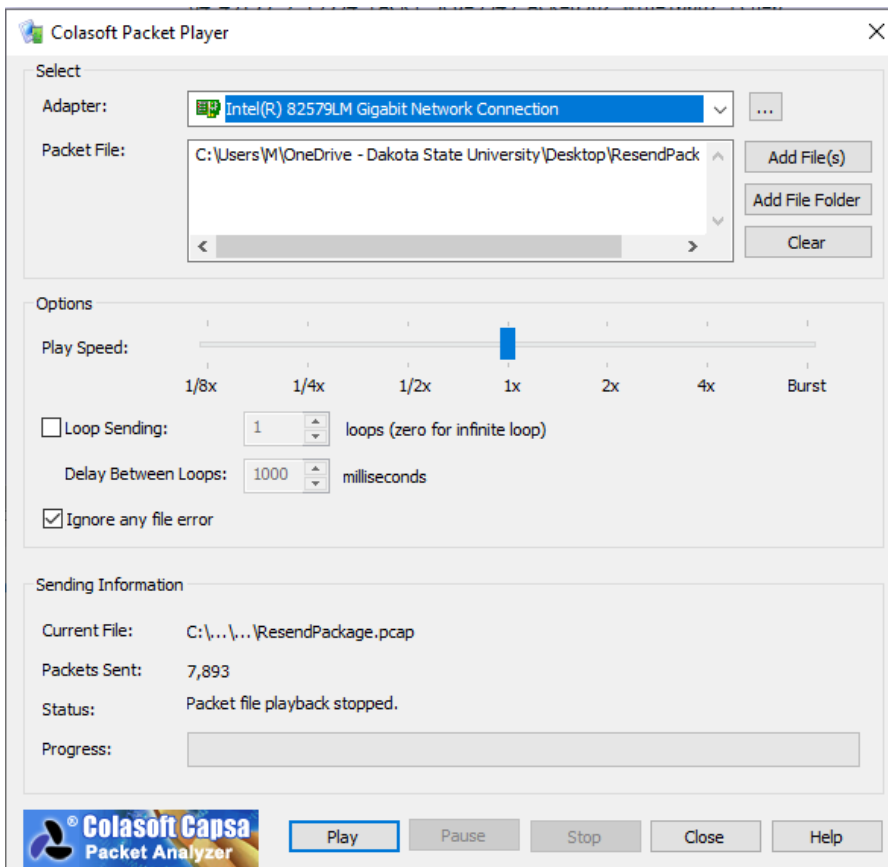 Colasoft Packet Player
Select
Adapter:
Intel(R) 82579LM Gigabit Network Connection
...
Packet File:
C:\Users\M\OneDrive - Dakota State University\Desktop\ResendPack
Add File(s)
Add File Folder
Clear
Options
Play Speed:
1/8x 1/4x 1/2x 1x 2x 4x Burst
Loop Sending: 1 loops (zero for infinite loop)
Delay Between Loops: 1000 milliseconds
Ignore any file error
Sending Information
Current File: C:\...\...\ResendPackage.pcap
Packets Sent: 7,893
Status: Packet file playback stopped.
Progress:
® Colasoft Capsa
Packet Analyzer
Play Pause Stop Close Help